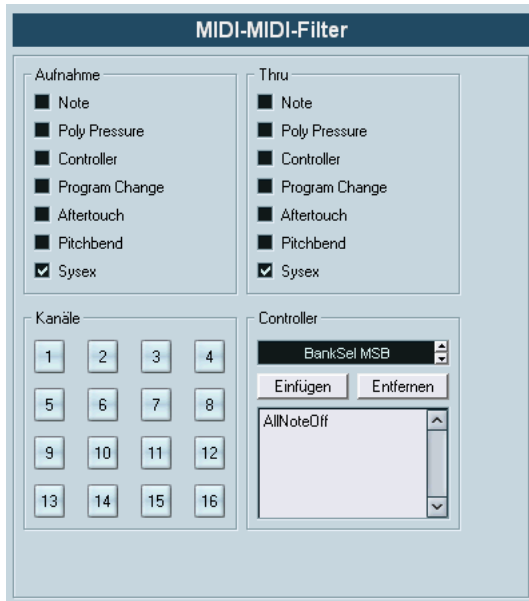 MIDI-MIDI-Filter
Aufnahme
Note
Poly Pressure
Controller
Program Change
Aftertouch
Pitchbend
Sysex
Thru
Note
Poly Pressure
Controller
Program Change
Aftertouch
Pitchbend
Sysex
Kanäle
1 2 3 4
5 6 7 8
9 10 11 12
13 14 15 16
Controller
BankSel MSB
Einfügen Entfernen
AllNoteOff